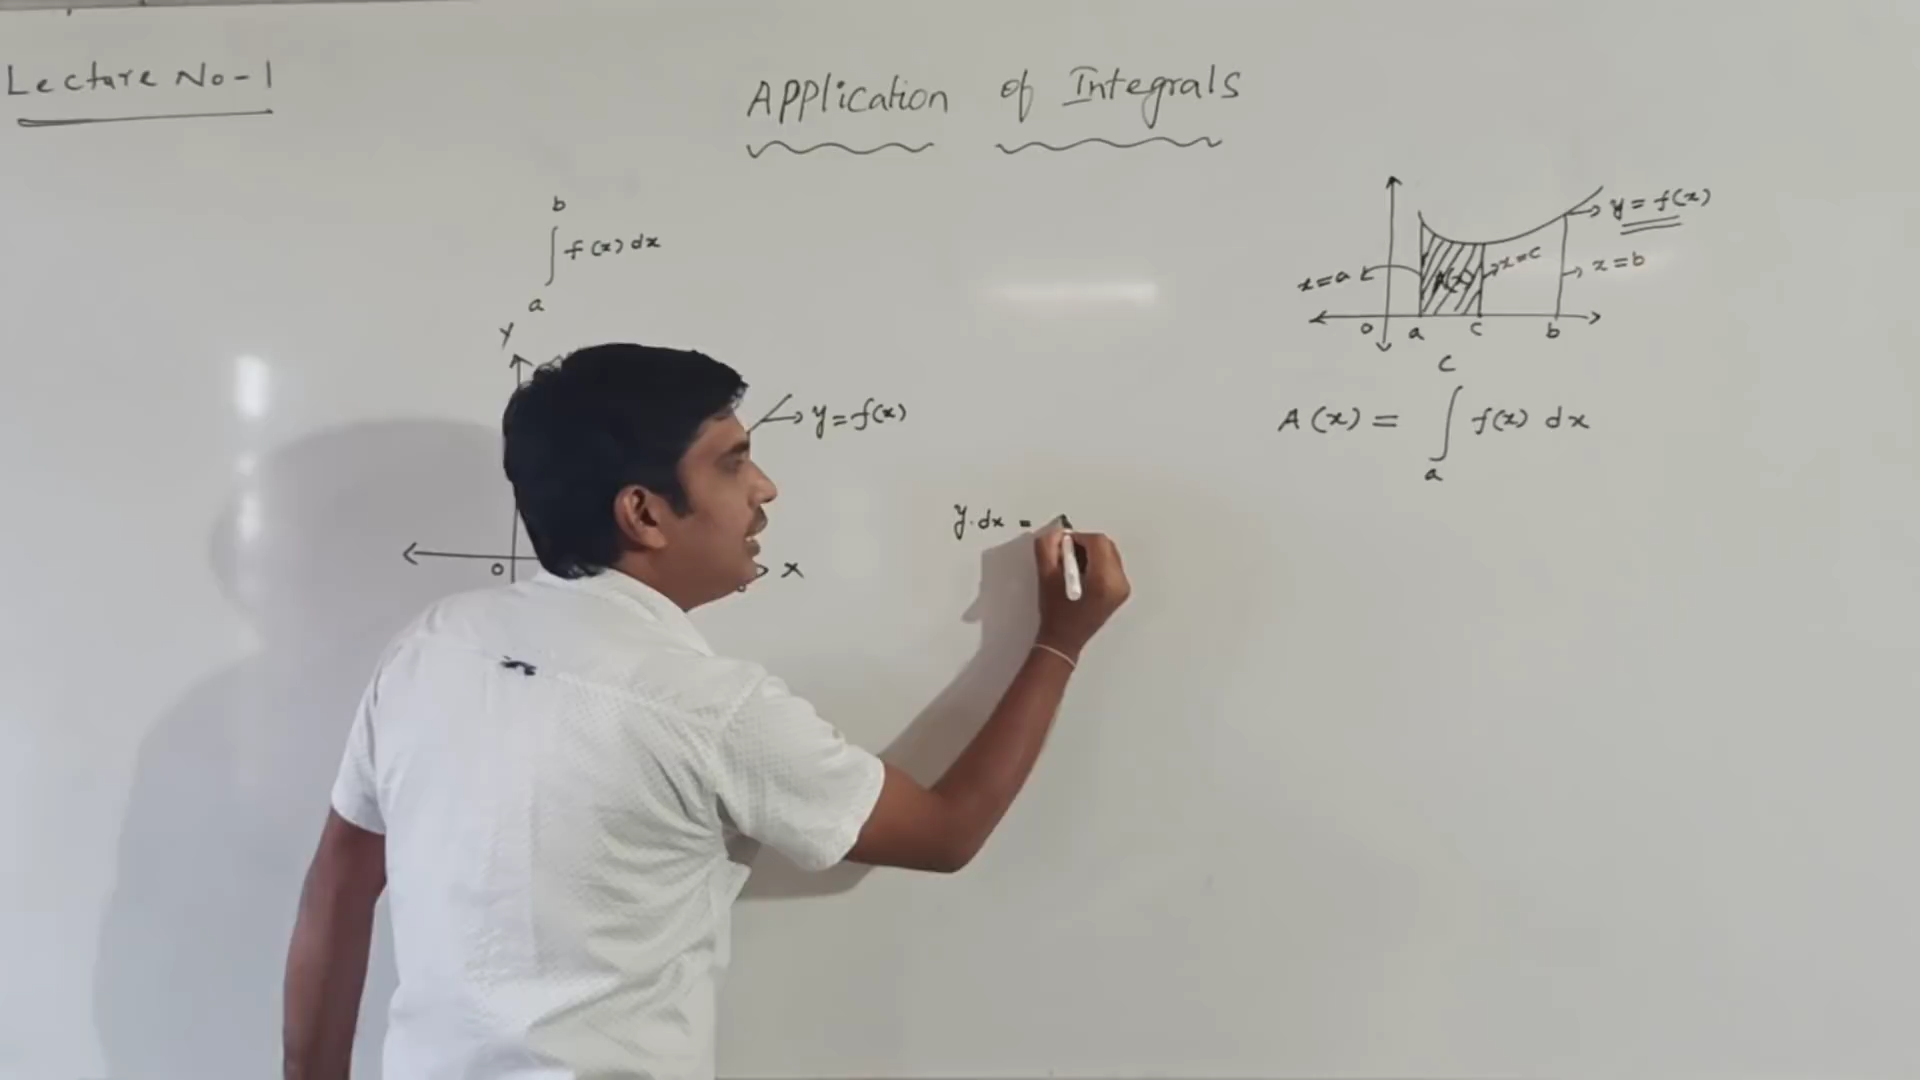 Lecture No-1
Application of Integrals
b
∫ f(x) dx
a
Y
y = f(x)
O
X
y.dx =
y = f(x)
x=a
A(x)
x=c
x=b
O a c b
c
A(x) = ∫ f(x) dx
a